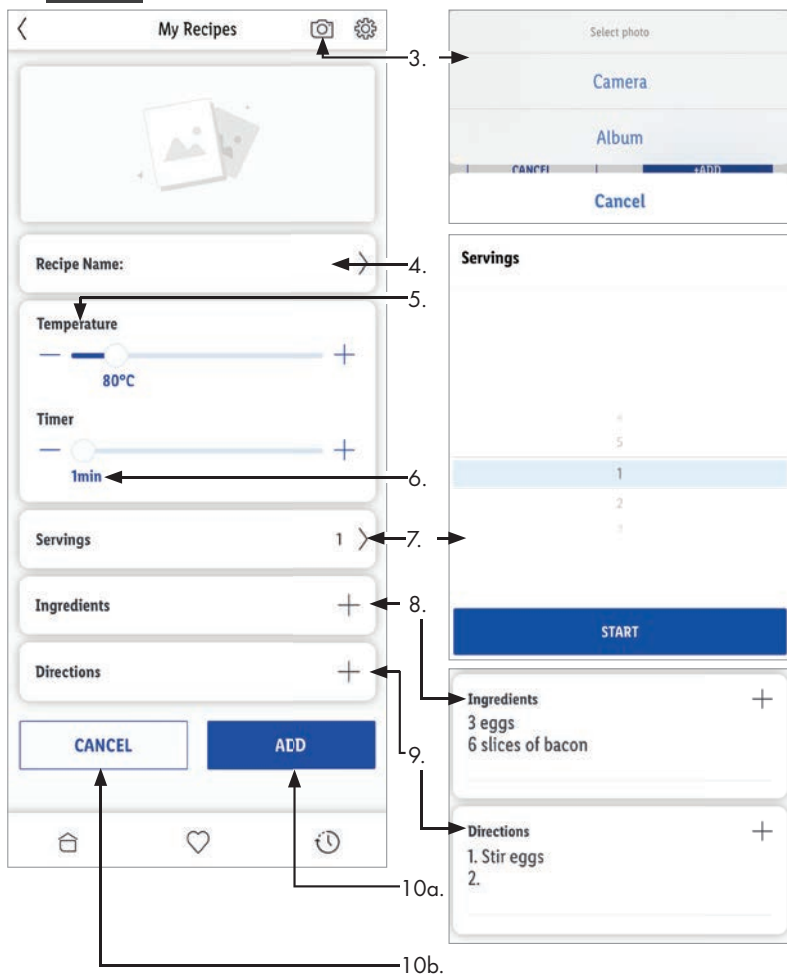 My Recipes
3.
Select photo
Camera
Album
CANCEL
+ADD
Cancel
Recipe Name:
4.
5.
Temperature
80°C
Timer
1min
6.
Servings
5
1
2
Servings 1
7.
START
Ingredients
8.
Directions
9.
CANCEL
ADD
Ingredients
3 eggs
6 slices of bacon
Directions
1. Stir eggs
2.
10a.
10b.